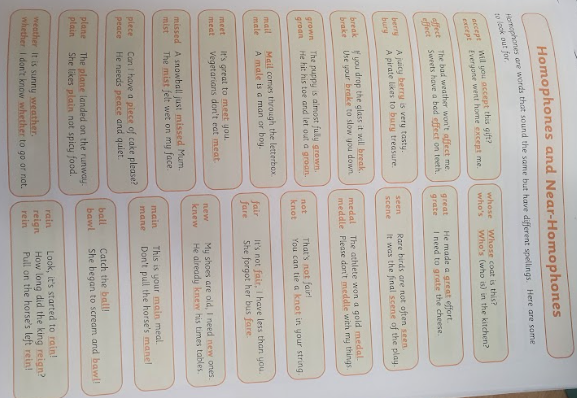 Homophones and Near-Homophones
Homophones are words that sound the same but have different spellings. Here are some
to look out for.
accept Will you accept this gift?
except Everyone went home except me.
affect The bad weather won't affect me.
effect Sweets have a bad effect on teeth.
berry A juicy berry is very tasty.
bury A pirate likes to bury treasure.
break If you drop the glass it will break.
brake Use your brake to slow you down.
grown The puppy is almost fully grown.
groan He hit his toe and let out a groan.
mail Mail comes through the letterbox.
male A male is a man or boy.
meet It's great to meet you.
meat Vegetarians don't eat meat.
missed A snowball just missed Mum.
mist The mist felt wet on my face.
piece Can I have a piece of cake please?
peace He needs peace and quiet.
plane The plane landed on the runway.
plain She likes plain not spicy food.
weather It is sunny weather.
whether I don't know whether to go or not.
whose Whose coat is this?
who's Who's (who is) in the kitchen?
great He made a great effort.
grate I need to grate the cheese.
seen Rare birds are not often seen.
scene It was the final scene of the play.
medal The athlete won a gold medal.
meddle Please don't meddle with my things.
not That's not fair!
knot You can tie a knot in your string.
fair It's not fair, I have less than you.
fare She forgot her bus fare.
new My shoes are old, I need new ones.
knew He already knew his times tables.
main This is your main meal.
mane Don't pull the horse's mane!
ball Catch the ball!
bawl She began to scream and bawl!
rain Look, it's started to rain!
reign How long did the king reign?
rein Pull on the horse's left rein!